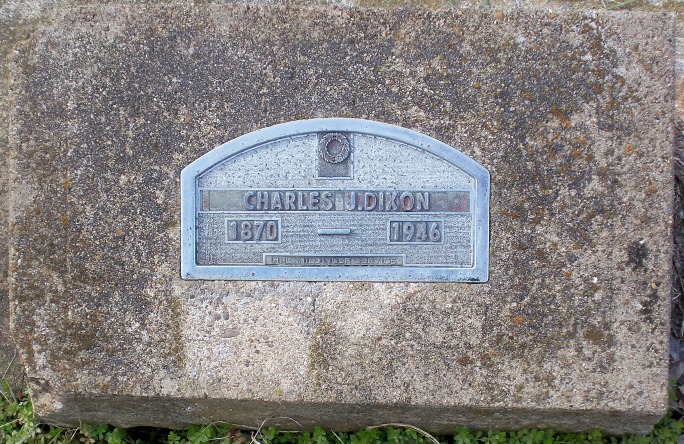 CHARLES J. DIXON
1870 — 1946